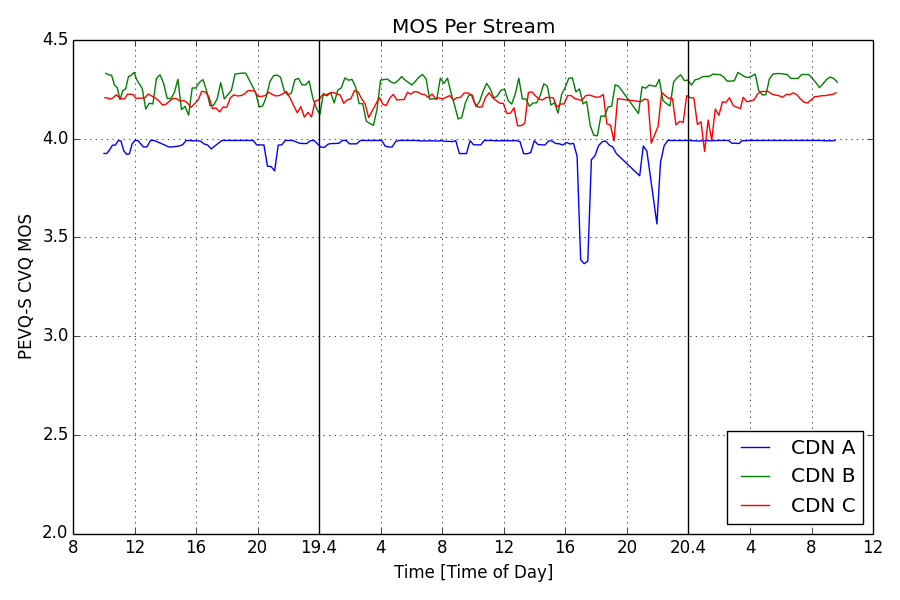 MOS Per Stream
4.5
4.0
3.5
3.0
2.5
2.0
PEVQ-S CVQ MOS
CDN A
CDN B
CDN C
8 12 16 20 19.4 4 8 12 16 20 20.4 4 8 12
Time [Time of Day]